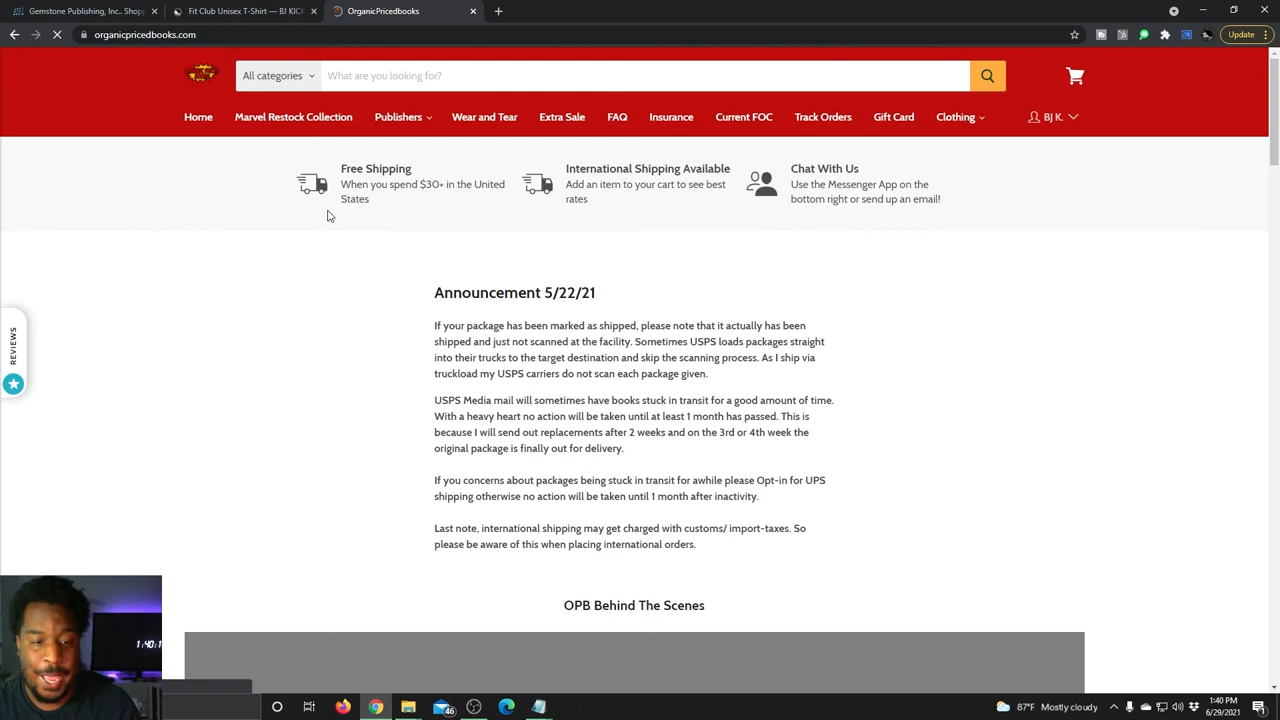 Gemstone Publishing, Inc.. Shopp
Fit Club Unisex T-Shirt — BJ KICK
OrganicPricedbooks
organicpricedbooks.com
Update
All categories
What are you looking for?
Home
Marvel Restock Collection
Publishers
Wear and Tear
Extra Sale
FAQ
Insurance
Current FOC
Track Orders
Gift Card
Clothing
BJ K.
Free Shipping
When you spend $30+ in the United
States
International Shipping Available
Add an item to your cart to see best
rates
Chat With Us
Use the Messenger App on the
bottom right or send up an email!
REVIEWS
Announcement 5/22/21
If your package has been marked as shipped, please note that it actually has been
shipped and just not scanned at the facility. Sometimes USPS loads packages straight
into their trucks to the target destination and skip the scanning process. As I ship via
truckload my USPS carriers do not scan each package given.
USPS Media mail will sometimes have books stuck in transit for a good amount of time.
With a heavy heart no action will be taken until at least 1 month has passed. This is
because I will send out replacements after 2 weeks and on the 3rd or 4th week the
original package is finally out for delivery.
If you concerns about packages being stuck in transit for awhile please Opt-in for UPS
shipping otherwise no action will be taken until 1 month after inactivity.
Last note, international shipping may get charged with customs/ import-taxes. So
please be aware of this when placing international orders.
OPB Behind The Scenes
1:40:1
46
87°F Mostly cloudy
1:40 PM
6/29/2021